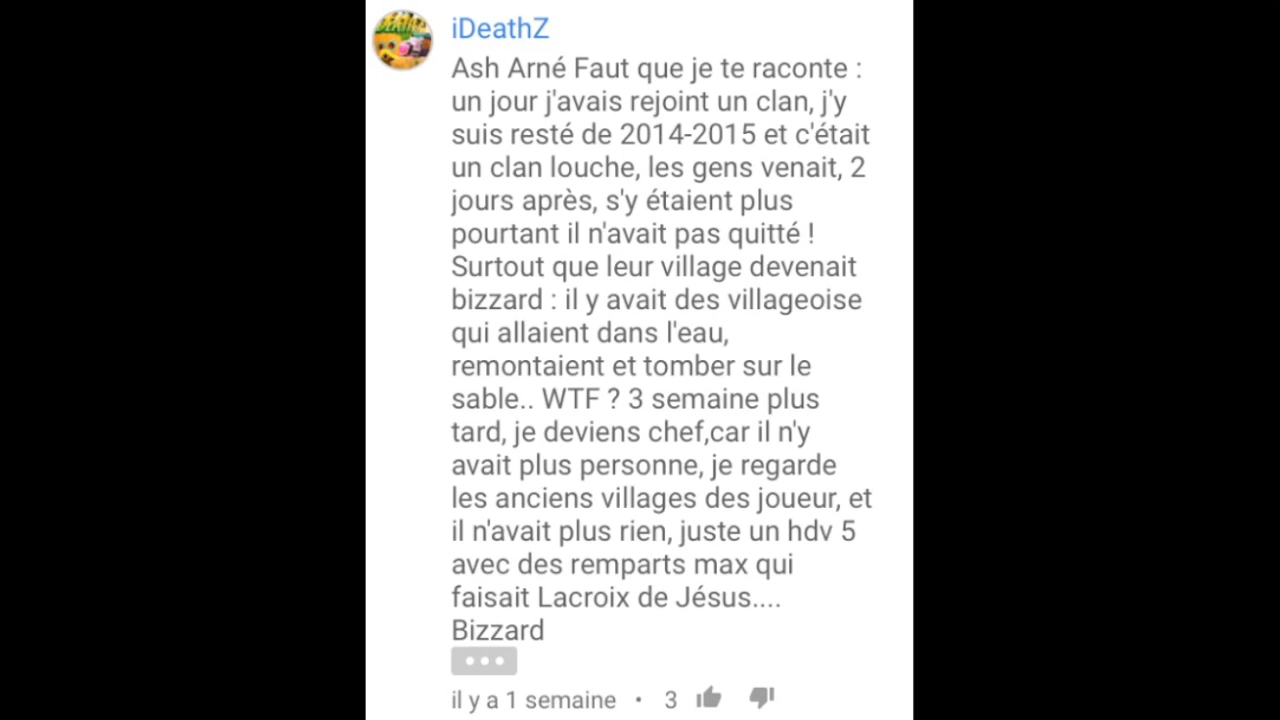 iDeathZ
Ash Arné Faut que je te raconte :
un jour j'avais rejoint un clan, j'y
suis resté de 2014-2015 et c'était
un clan louche, les gens venait, 2
jours après, s'y étaient plus
pourtant il n'avait pas quitté !
Surtout que leur village devenait
bizzard : il y avait des villageoise
qui allaient dans l'eau,
remontaient et tomber sur le
sable.. WTF ? 3 semaine plus
tard, je deviens chef,car il n'y
avait plus personne, je regarde
les anciens villages des joueur, et
il n'avait plus rien, juste un hdv 5
avec des remparts max qui
faisait Lacroix de Jésus....
Bizzard
il y a 1 semaine • 3